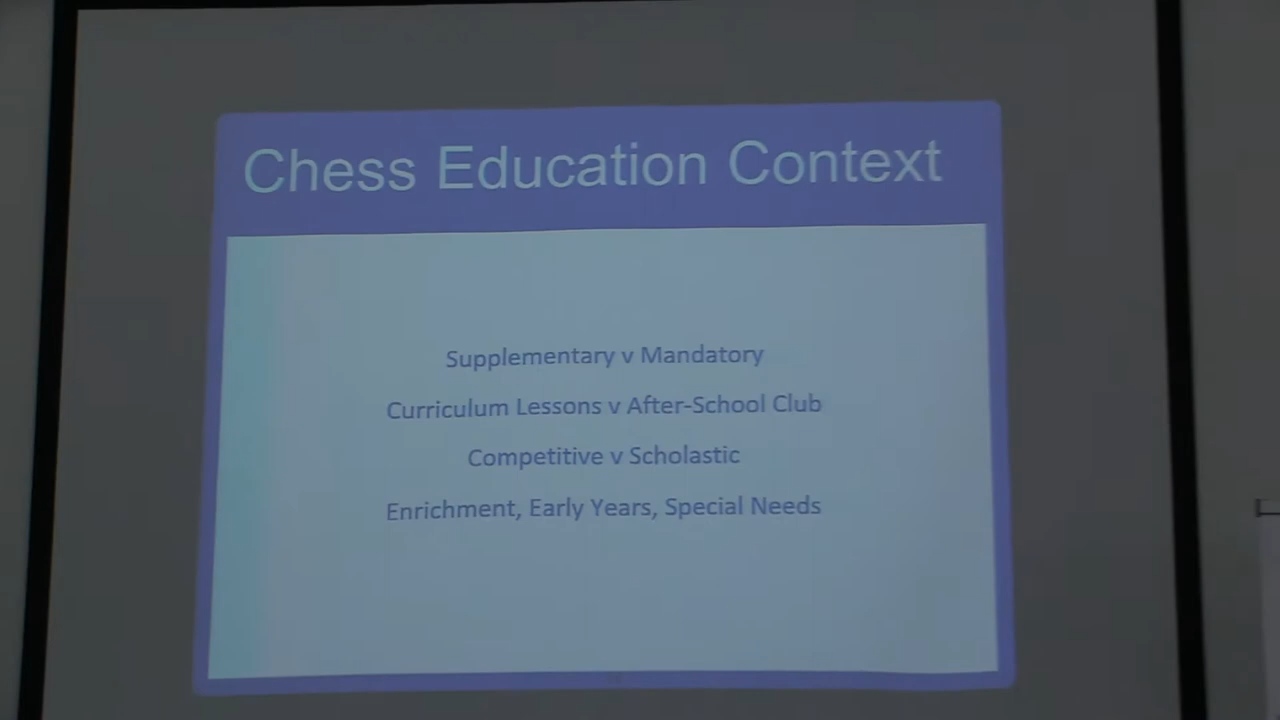 Chess Education Context
Supplementary v Mandatory
Curriculum Lessons v After-School Club
Competitive v Scholastic
Enrichment, Early Years, Special Needs